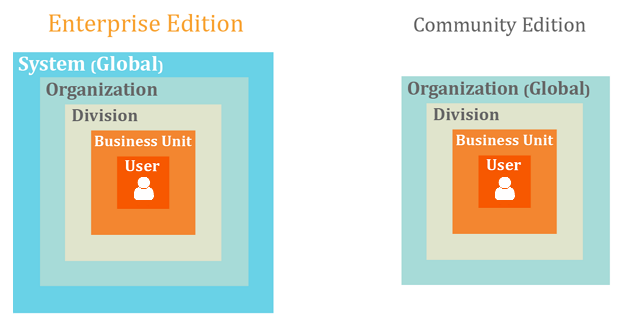 Enterprise Edition
System (Global)
Organization
Division
Business Unit
User
Community Edition
Organization (Global)
Division
Business Unit
User